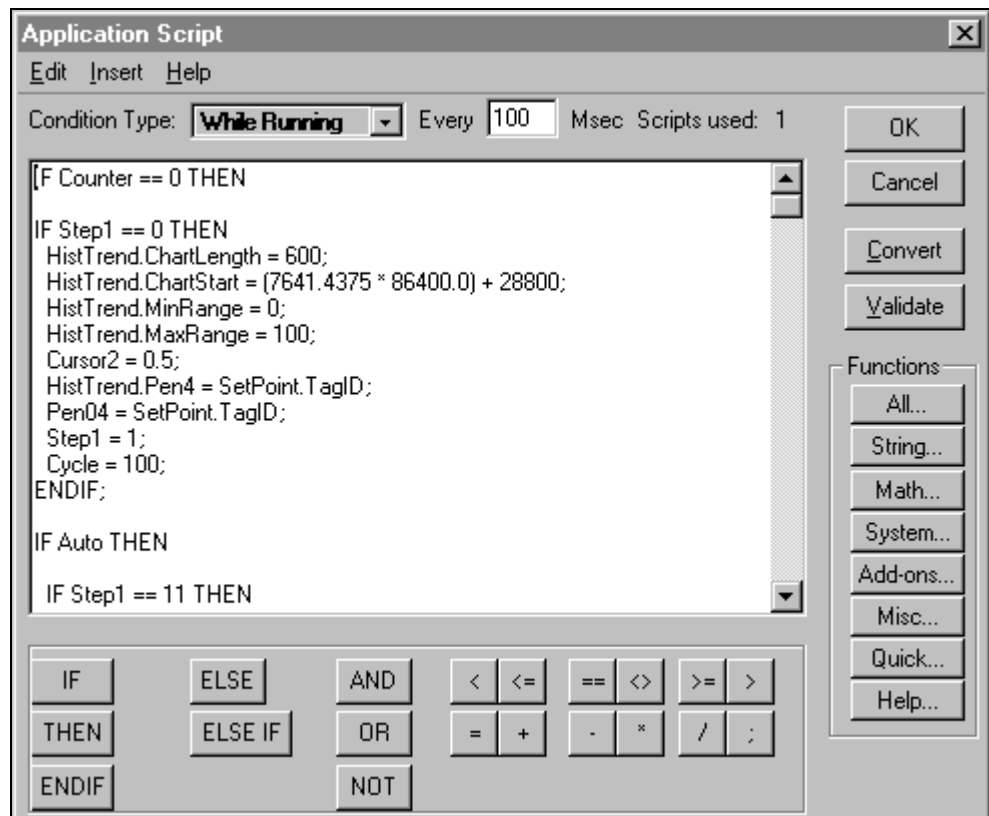 Application Script
Edit Insert Help
Condition Type: While Running Every 100 Msec Scripts used: 1
OK
Cancel
Convert
Validate
IF Counter == 0 THEN
IF Step1 == 0 THEN
HistTrend.ChartLength = 600;
HistTrend.ChartStart = (7641.4375 * 86400.0) + 28800;
HistTrend.MinRange = 0;
HistTrend.MaxRange = 100;
Cursor2 = 0.5;
HistTrend.Pen4 = SetPoint.TagID;
Pen04 = SetPoint.TagID;
Step1 = 1;
Cycle = 100;
ENDIF;
IF Auto THEN
IF Step1 == 11 THEN
Functions
All...
String...
Math...
System...
Add-ons...
Misc...
Quick...
Help...
IF ELSE AND < <= == <> >= >
THEN ELSE IF OR = + - * / ;
ENDIF NOT